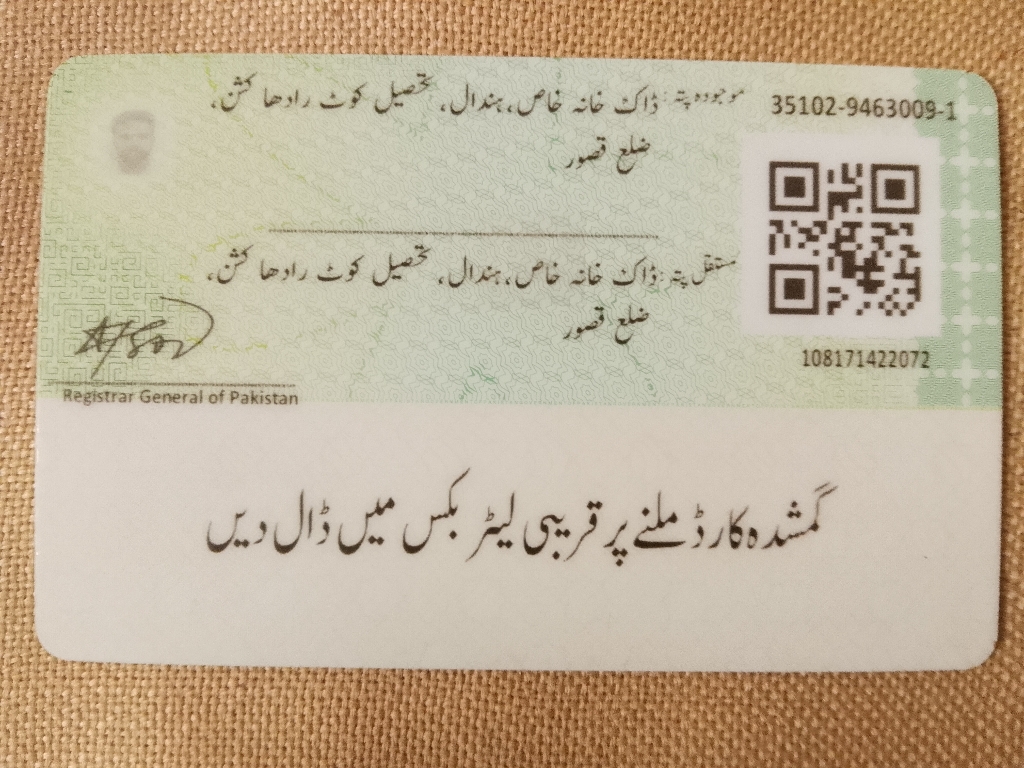 35102-9463009-1
موجودہ پتہ: ڈاک خانہ خاص، ہندال، تحصیل کوٹ رادھا کشن،
ضلع قصور
مستقل پتہ: ڈاک خانہ خاص، ہندال، تحصیل کوٹ رادھا کشن،
ضلع قصور
108171422072
Registrar General of Pakistan
گمشدہ کارڈ ملنے پر قریبی لیٹر بکس میں ڈال دیں